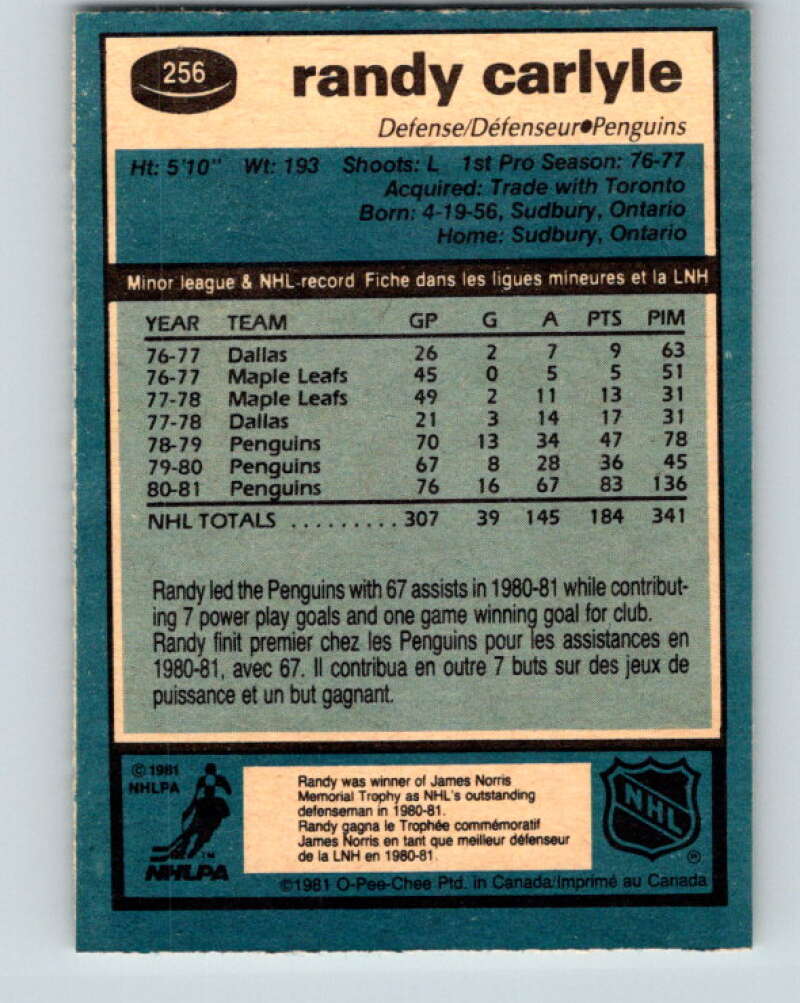 256
randy carlyle
Defense/Défenseur●Penguins
Ht: 5'10" Wt: 193 Shoots: L 1st Pro Season: 76-77
Acquired: Trade with Toronto
Born: 4-19-56, Sudbury, Ontario
Home: Sudbury, Ontario
Minor league & NHL-record Fiche dans les ligues mineures et la LNH
YEAR TEAM GP G A PTS PIM
76-77 Dallas 26 2 7 9 63
76-77 Maple Leafs 45 0 5 5 51
77-78 Maple Leafs 49 2 11 13 31
77-78 Dallas 21 3 14 17 31
78-79 Penguins 70 13 34 47 78
79-80 Penguins 67 8 28 36 45
80-81 Penguins 76 16 67 83 136
NHL TOTALS ......... 307 39 145 184 341
Randy led the Penguins with 67 assists in 1980-81 while contribut-
ing 7 power play goals and one game winning goal for club.
Randy finit premier chez les Penguins pour les assistances en
1980-81, avec 67. Il contribua en outre 7 buts sur des jeux de
puissance et un but gagnant.
© 1981
NHLPA
TM
NHLPA
Randy was winner of James Norris
Memorial Trophy as NHL's outstanding
defenseman in 1980-81.
Randy gagna le Trophée commémoratif
James Norris en tant que meilleur défenseur
de la LNH en 1980-81.
NHL
®
©1981 O-Pee-Chee Ptd. in Canada/Imprimé au Canada